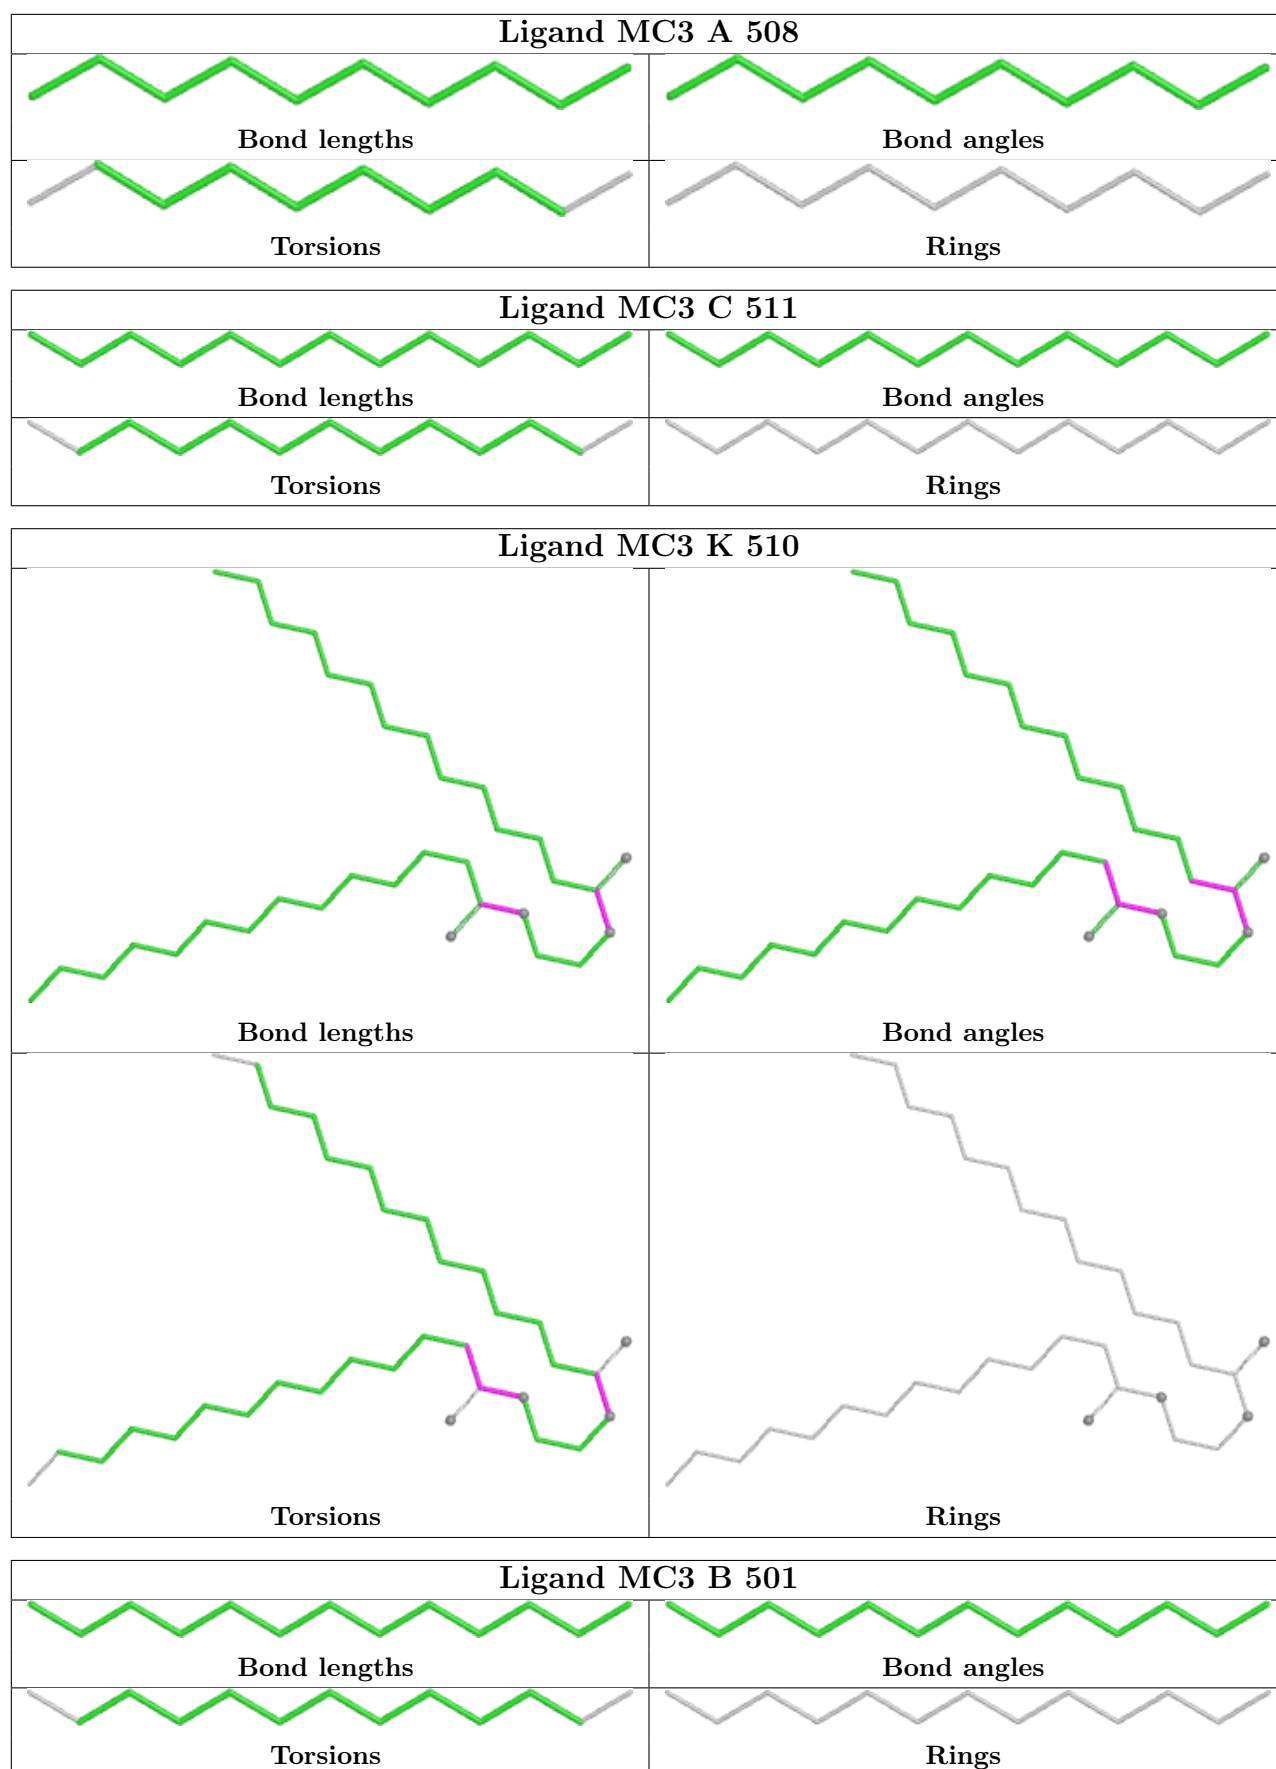 Ligand MC3 A 508
Bond lengths
Bond angles
Torsions
Rings
Ligand MC3 C 511
Bond lengths
Bond angles
Torsions
Rings
Ligand MC3 K 510
Bond lengths
Bond angles
Torsions
Rings
Ligand MC3 B 501
Bond lengths
Bond angles
Torsions
Rings